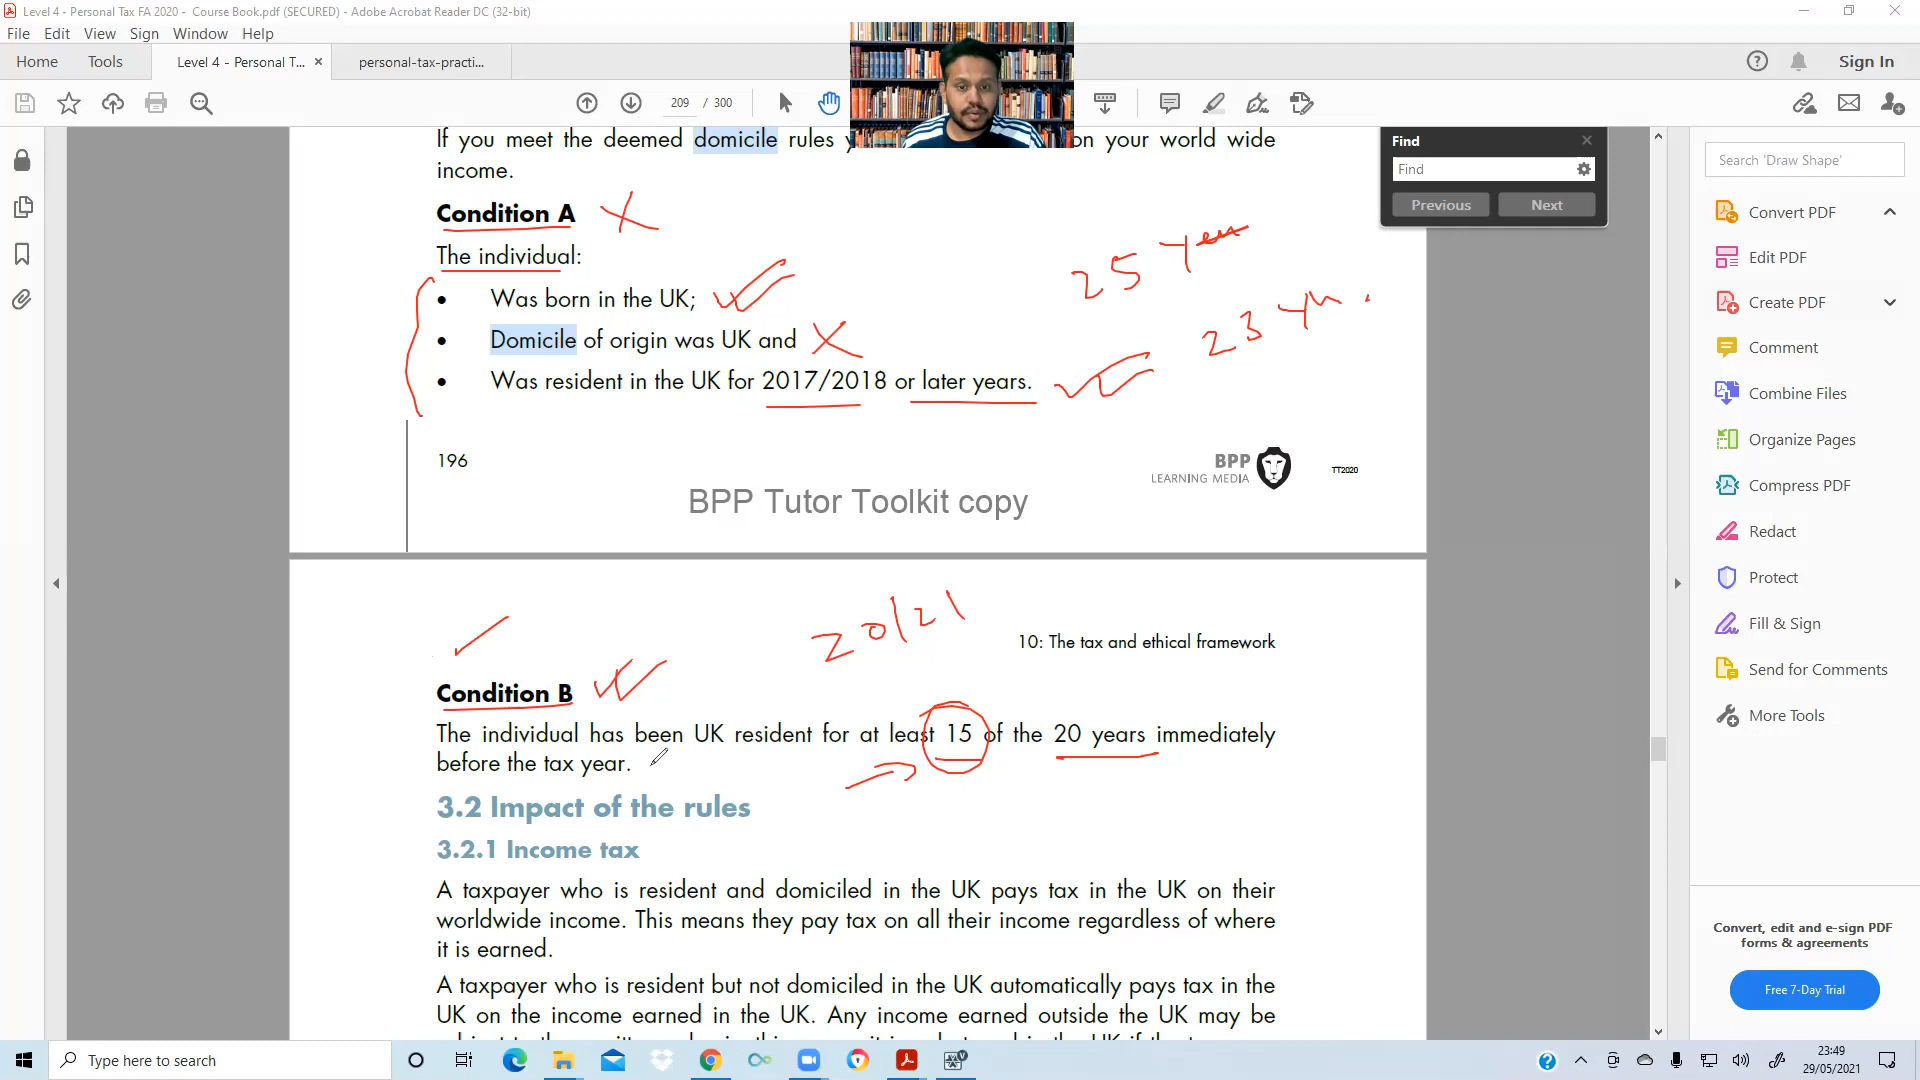 Level 4 - Personal Tax FA 2020 - Course Book.pdf (SECURED) - Adobe Acrobat Reader DC (32-bit)
File Edit View Sign Window Help
Home Tools Level 4 - Personal T... × personal-tax-practi... Sign In
209 / 300
If you meet the deemed domicile rules on your world wide
income.
Find
Find
Previous Next
Condition A
The individual:
25
• Was born in the UK;
23
• Domicile of origin was UK and
• Was resident in the UK for 2017/2018 or later years.
196
BPP
LEARNING MEDIA
TT2020
BPP Tutor Toolkit copy
20/21
10: The tax and ethical framework
Condition B
The individual has been UK resident for at least 15 of the 20 years immediately
before the tax year.
3.2 Impact of the rules
3.2.1 Income tax
A taxpayer who is resident and domiciled in the UK pays tax in the UK on their
worldwide income. This means they pay tax on all their income regardless of where
it is earned.
A taxpayer who is resident but not domiciled in the UK automatically pays tax in the
UK on the income earned in the UK. Any income earned outside the UK may be
Search 'Draw Shape'
Convert PDF
Edit PDF
Create PDF
Comment
Combine Files
Organize Pages
Compress PDF
Redact
Protect
Fill & Sign
Send for Comments
More Tools
Convert, edit and e-sign PDF
forms & agreements
Free 7-Day Trial
Type here to search
23:49
29/05/2021